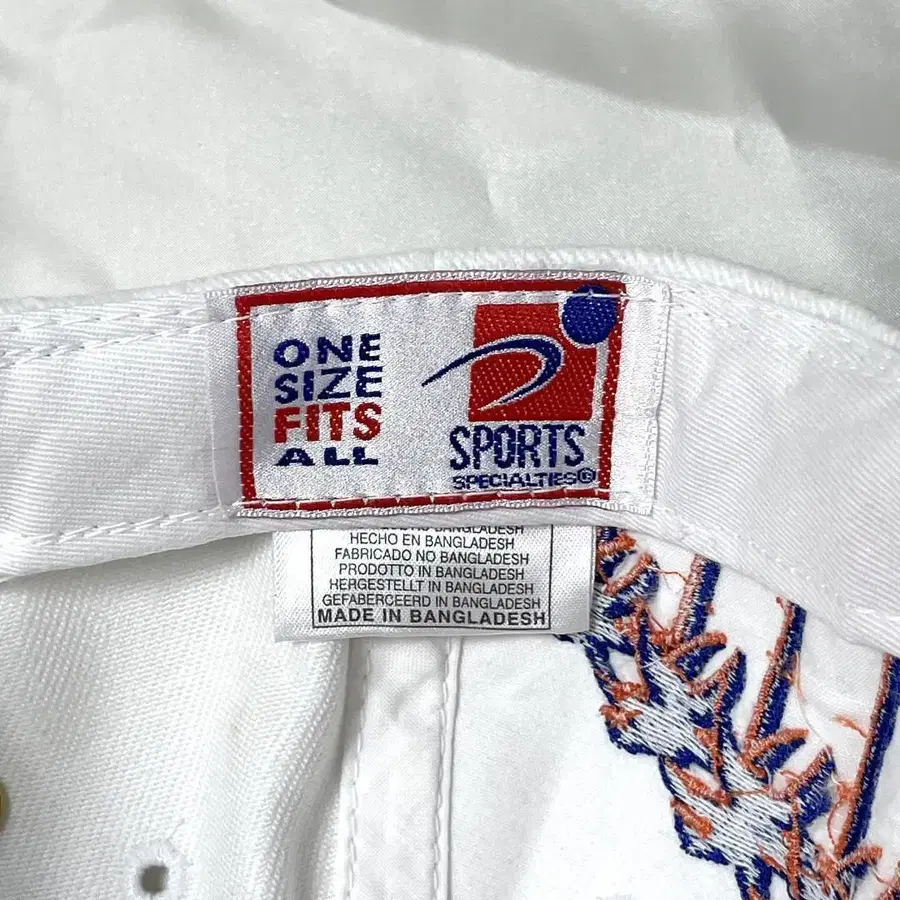 ONE
SIZE
FITS
ALL
SPORTS
SPECIALTIES©
BANGLADESH
HECHO EN BANGLADESH
FABRICADO NO BANGLADESH
PRODOTTO IN BANGLADESH
HERGESTELLT IN BANGLADESH
GEFABERCEERD IN BANGLADESH
MADE IN BANGLADESH